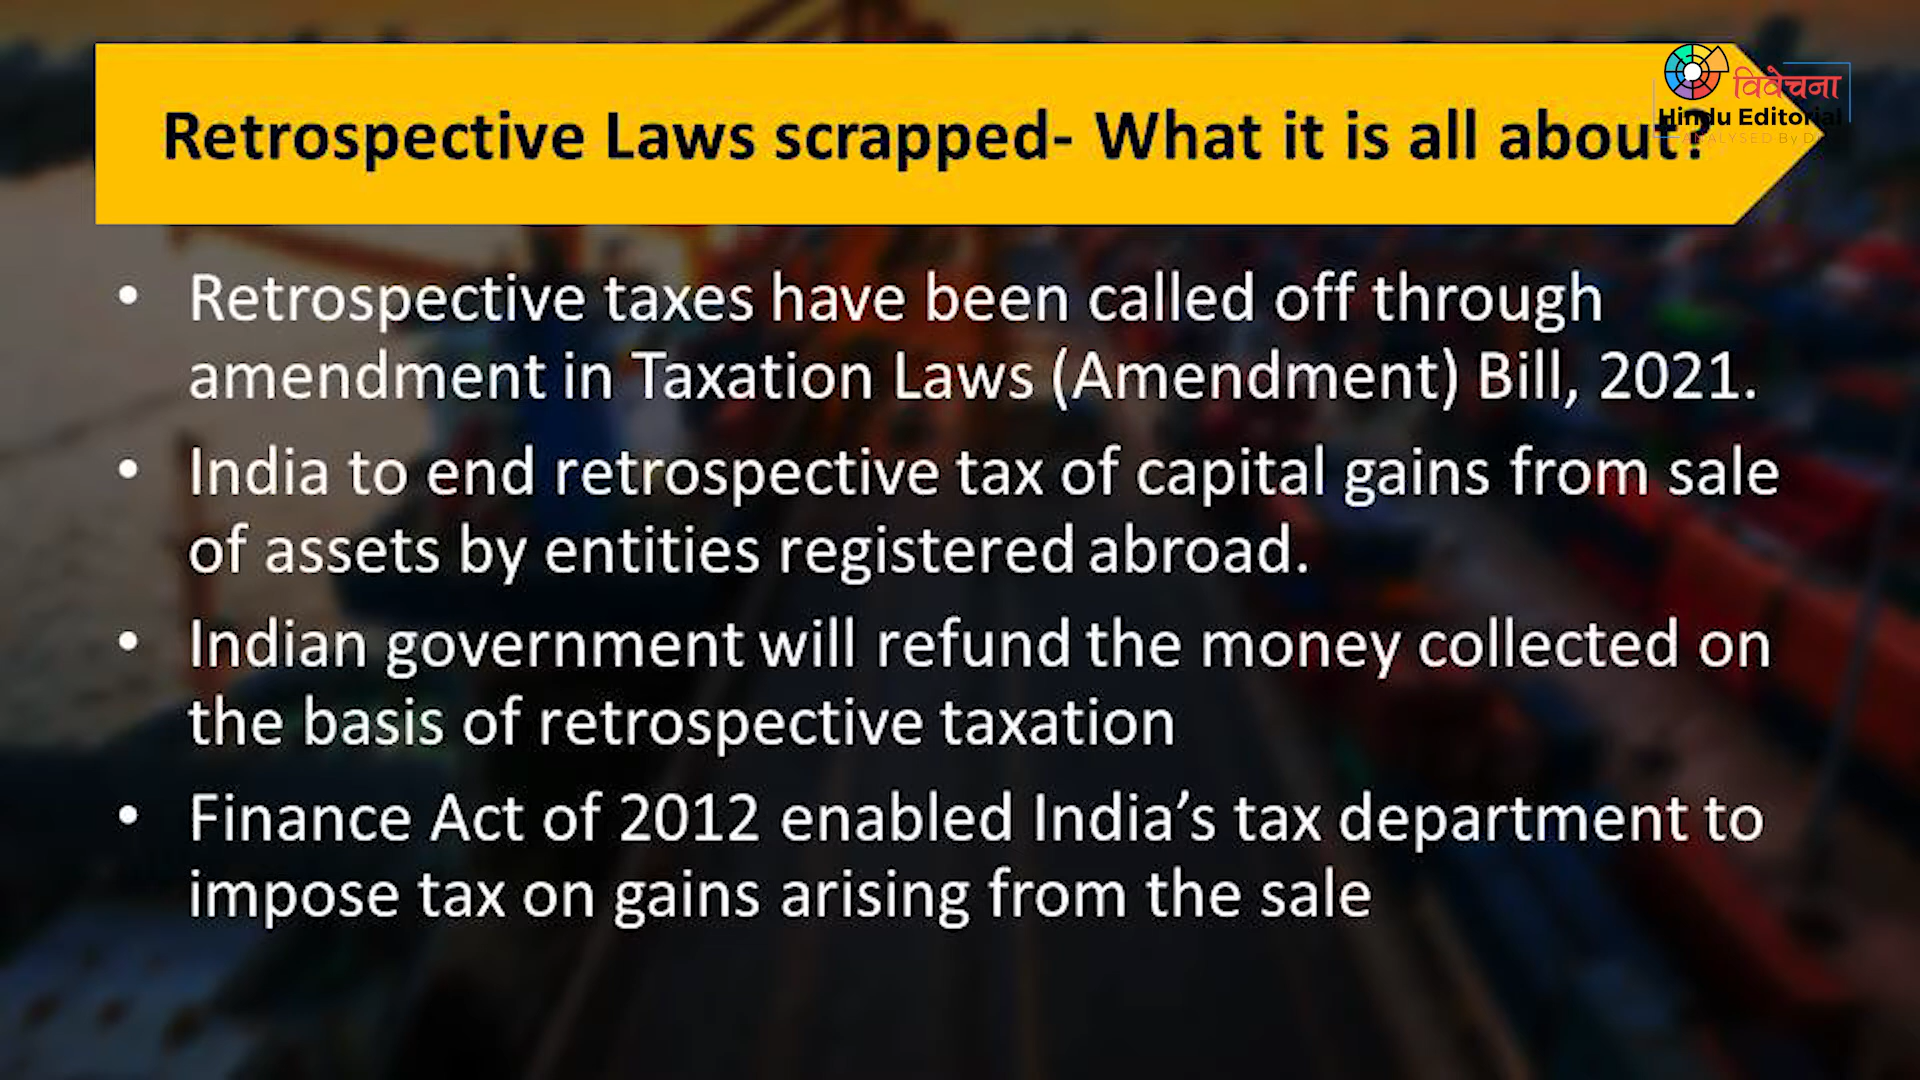 विवेचना
Hindu Editorial
Retrospective Laws scrapped- What it is all about?
• Retrospective taxes have been called off through
amendment in Taxation Laws (Amendment) Bill, 2021.
• India to end retrospective tax of capital gains from sale
of assets by entities registered abroad.
• Indian government will refund the money collected on
the basis of retrospective taxation
• Finance Act of 2012 enabled India’s tax department to
impose tax on gains arising from the sale